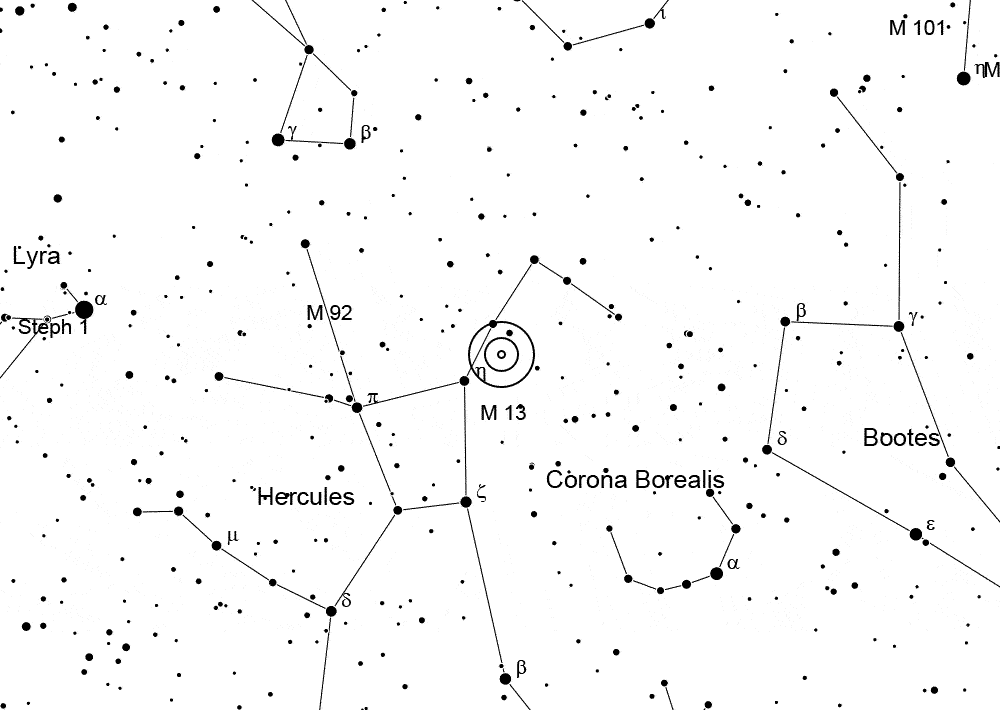 ι
M 101
ηM
γ
β
Lyra
α
M 92
Steph 1
β
γ
η
π
M 13
Bootes
δ
Corona Borealis
Hercules
ζ
ε
μ
α
δ
β